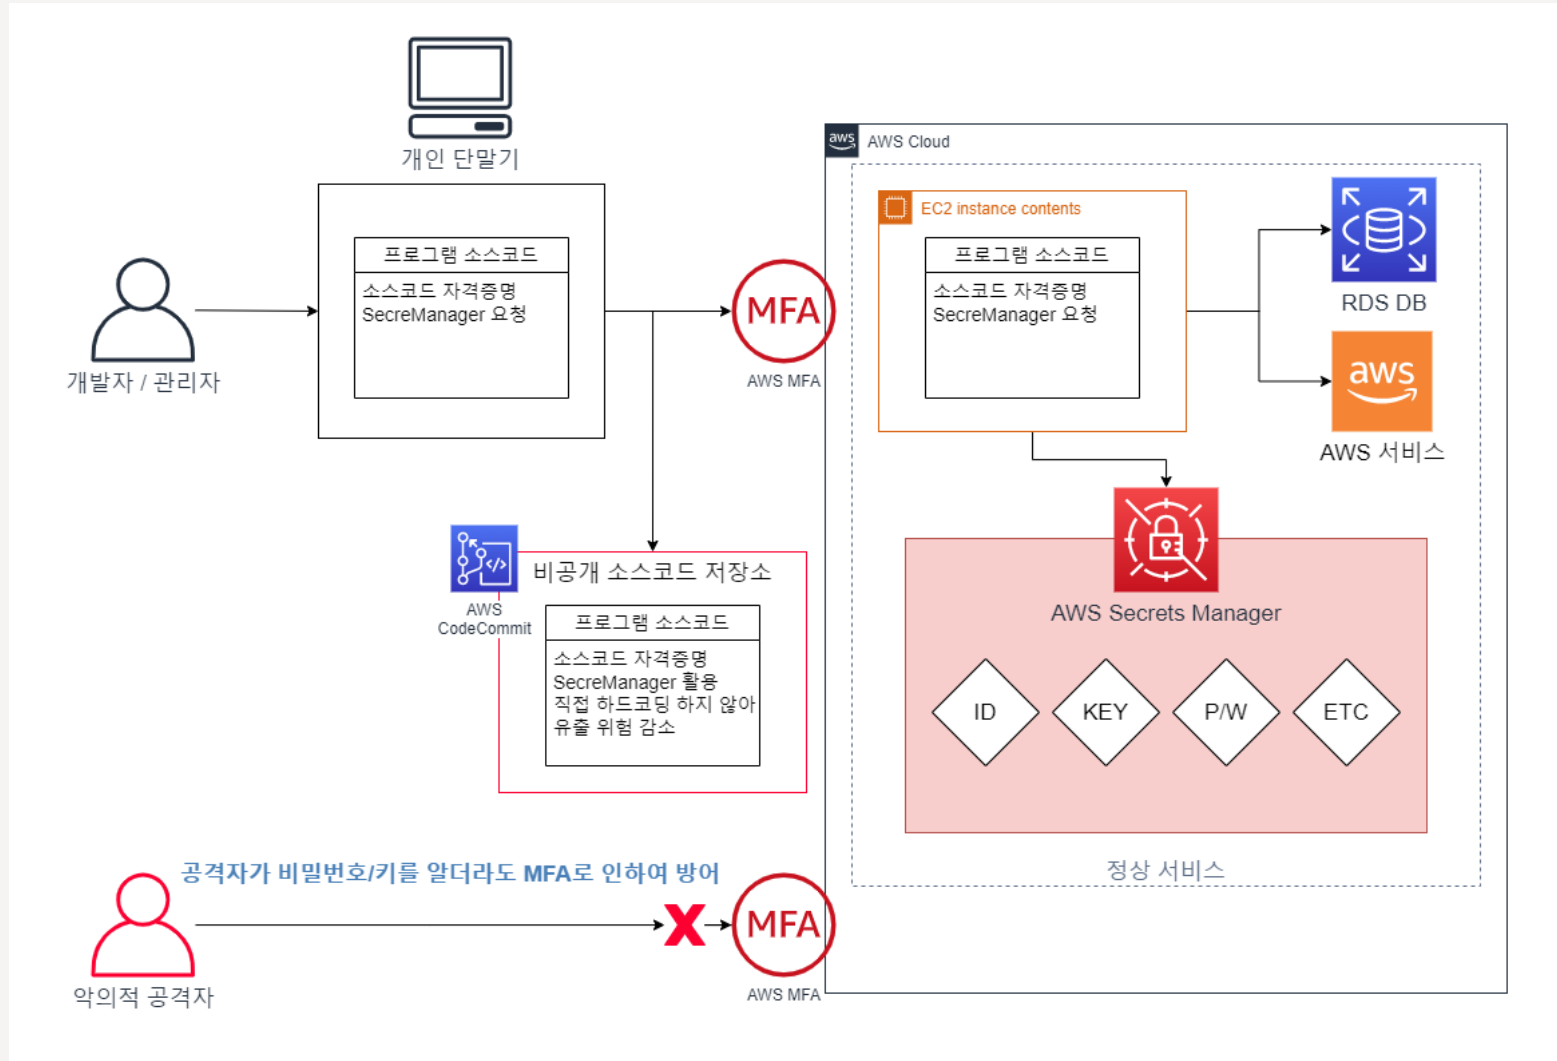 개인 단말기
프로그램 소스코드
소스코드 자격증명
SecreManager 요청
개발자 / 관리자
MFA
AWS MFA
aws
AWS Cloud
EC2 instance contents
프로그램 소스코드
소스코드 자격증명
SecreManager 요청
RDS DB
aws
AWS 서비스
AWS
CodeCommit
비공개 소스코드 저장소
프로그램 소스코드
소스코드 자격증명
SecreManager 활용
직접 하드코딩 하지 않아
유출 위험 감소
AWS Secrets Manager
ID
KEY
P/W
ETC
정상 서비스
공격자가 비밀번호/키를 알더라도 MFA로 인하여 방어
X
MFA
AWS MFA
악의적 공격자